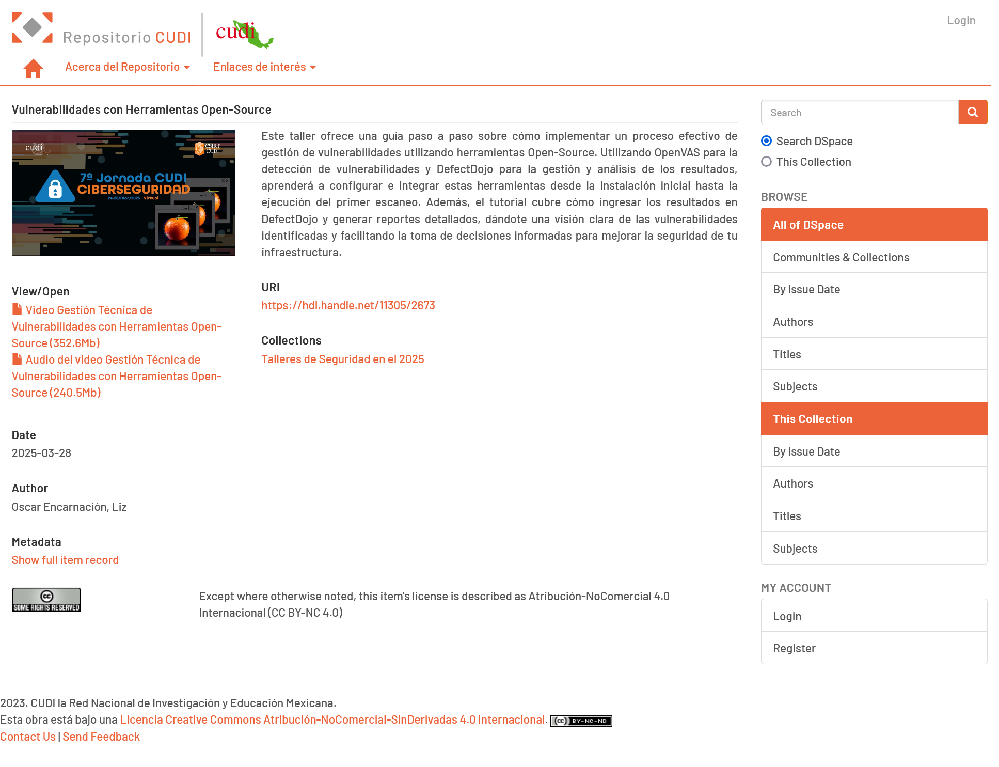 Repositorio CUDI
cudi
Login
Acerca del Repositorio
Enlaces de interés
Vulnerabilidades con Herramientas Open-Source
cudi
CSIRT
CUDI
7ª Jornada CUDI
CIBERSEGURIDAD
24-28/Mar/2025 Virtual
Este taller ofrece una guía paso a paso sobre cómo implementar un proceso efectivo de
gestión de vulnerabilidades utilizando herramientas Open-Source. Utilizando OpenVAS para la
detección de vulnerabilidades y DefectDojo para la gestión y análisis de los resultados,
aprenderá a configurar e integrar estas herramientas desde la instalación inicial hasta la
ejecución del primer escaneo. Además, el tutorial cubre cómo ingresar los resultados en
DefectDojo y generar reportes detallados, dándote una visión clara de las vulnerabilidades
identificadas y facilitando la toma de decisiones informadas para mejorar la seguridad de tu
infraestructura.
View/Open
Video Gestión Técnica de
Vulnerabilidades con Herramientas Open-
Source (352.6Mb)
Audio del video Gestión Técnica de
Vulnerabilidades con Herramientas Open-
Source (240.5Mb)
URI
https://hdl.handle.net/11305/2673
Collections
Talleres de Seguridad en el 2025
Date
2025-03-28
Author
Oscar Encarnación, Liz
Metadata
Show full item record
cc
SOME RIGHTS RESERVED
Except where otherwise noted, this item's license is described as Atribución-NoComercial 4.0
Internacional (CC BY-NC 4.0)
Search
Search DSpace
This Collection
BROWSE
All of DSpace
Communities & Collections
By Issue Date
Authors
Titles
Subjects
This Collection
By Issue Date
Authors
Titles
Subjects
MY ACCOUNT
Login
Register
2023. CUDI la Red Nacional de Investigación y Educación Mexicana.
Esta obra está bajo una Licencia Creative Commons Atribución-NoComercial-SinDerivadas 4.0 Internacional. cc BY-NC-ND
Contact Us | Send Feedback